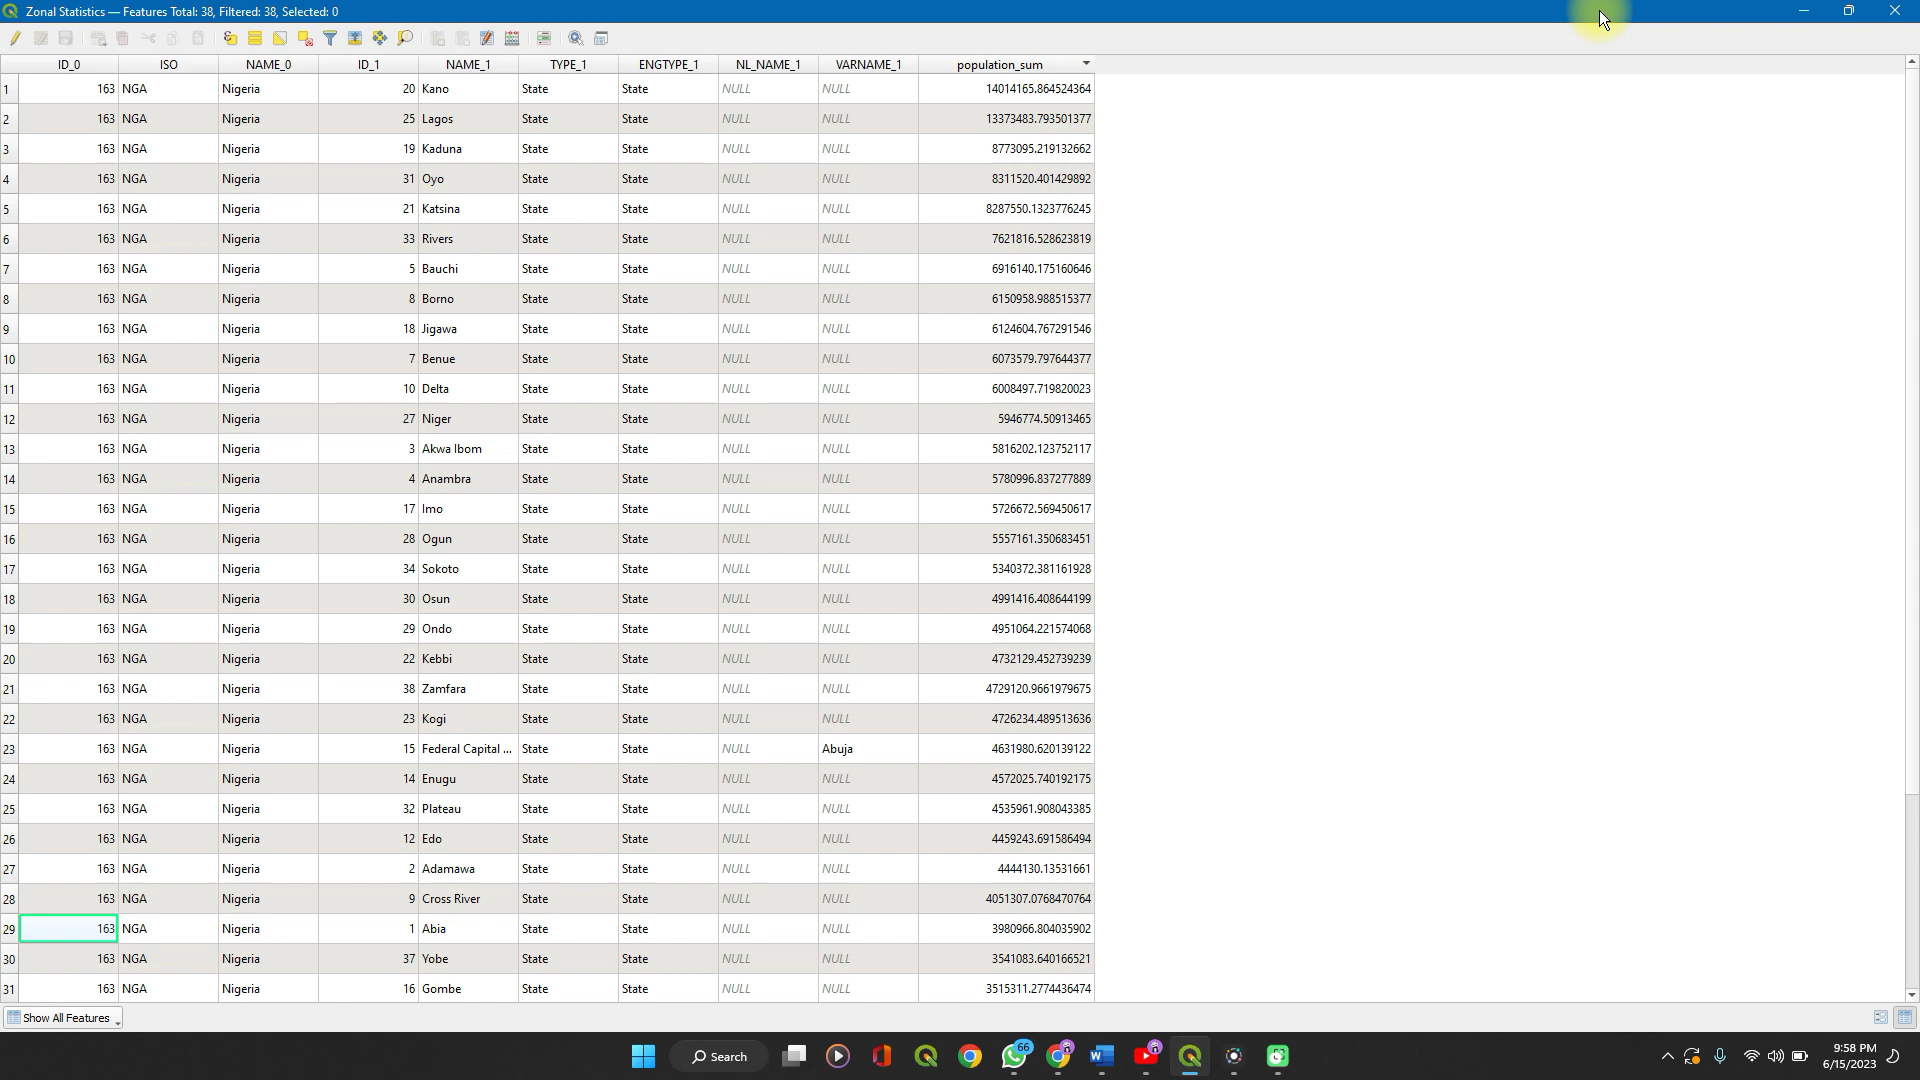 Zonal Statistics — Features Total: 38, Filtered: 38, Selected: 0
ID_0 ISO NAME_0 ID_1 NAME_1 TYPE_1 ENGTYPE_1 NL_NAME_1 VARNAME_1 population_sum
1 163 NGA Nigeria 20 Kano State State NULL NULL 14014165.864524364
2 163 NGA Nigeria 25 Lagos State State NULL NULL 13373483.793501377
3 163 NGA Nigeria 19 Kaduna State State NULL NULL 8773095.219132662
4 163 NGA Nigeria 31 Oyo State State NULL NULL 8311520.401429892
5 163 NGA Nigeria 21 Katsina State State NULL NULL 8287550.1323776245
6 163 NGA Nigeria 33 Rivers State State NULL NULL 7621816.528623819
7 163 NGA Nigeria 5 Bauchi State State NULL NULL 6916140.175160646
8 163 NGA Nigeria 8 Borno State State NULL NULL 6150958.988515377
9 163 NGA Nigeria 18 Jigawa State State NULL NULL 6124604.767291546
10 163 NGA Nigeria 7 Benue State State NULL NULL 6073579.797644377
11 163 NGA Nigeria 10 Delta State State NULL NULL 6008497.719820023
12 163 NGA Nigeria 27 Niger State State NULL NULL 5946774.50913465
13 163 NGA Nigeria 3 Akwa Ibom State State NULL NULL 5816202.123752117
14 163 NGA Nigeria 4 Anambra State State NULL NULL 5780996.837277889
15 163 NGA Nigeria 17 Imo State State NULL NULL 5726672.569450617
16 163 NGA Nigeria 28 Ogun State State NULL NULL 5557161.350683451
17 163 NGA Nigeria 34 Sokoto State State NULL NULL 5340372.381161928
18 163 NGA Nigeria 30 Osun State State NULL NULL 4991416.408644199
19 163 NGA Nigeria 29 Ondo State State NULL NULL 4951064.221574068
20 163 NGA Nigeria 22 Kebbi State State NULL NULL 4732129.452739239
21 163 NGA Nigeria 38 Zamfara State State NULL NULL 4729120.9661979675
22 163 NGA Nigeria 23 Kogi State State NULL NULL 4726234.489513636
23 163 NGA Nigeria 15 Federal Capital ... State State NULL Abuja 4631980.620139122
24 163 NGA Nigeria 14 Enugu State State NULL NULL 4572025.740192175
25 163 NGA Nigeria 32 Plateau State State NULL NULL 4535961.908043385
26 163 NGA Nigeria 12 Edo State State NULL NULL 4459243.691586494
27 163 NGA Nigeria 2 Adamawa State State NULL NULL 4444130.13531661
28 163 NGA Nigeria 9 Cross River State State NULL NULL 4051307.0768470764
29 163 NGA Nigeria 1 Abia State State NULL NULL 3980966.804035902
30 163 NGA Nigeria 37 Yobe State State NULL NULL 3541083.640166521
31 163 NGA Nigeria 16 Gombe State State NULL NULL 3515311.2774436474
Show All Features
Search
66
9:58 PM
6/15/2023